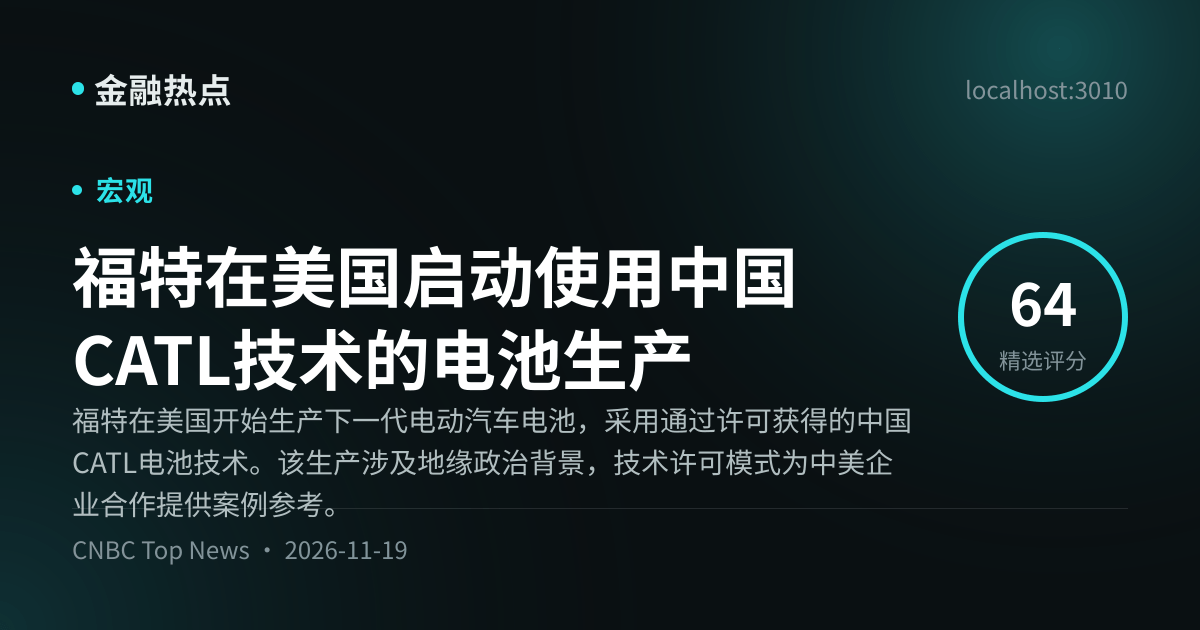 金融热点
localhost:3010
宏观
福特在美国启动使用中国
CATL技术的电池生产
64
精选评分
福特在美国开始生产下一代电动汽车电池，采用通过许可获得的中国
CATL电池技术。该生产涉及地缘政治背景，技术许可模式为中美企
业合作提供案例参考。
CNBC Top News • 2026-11-19